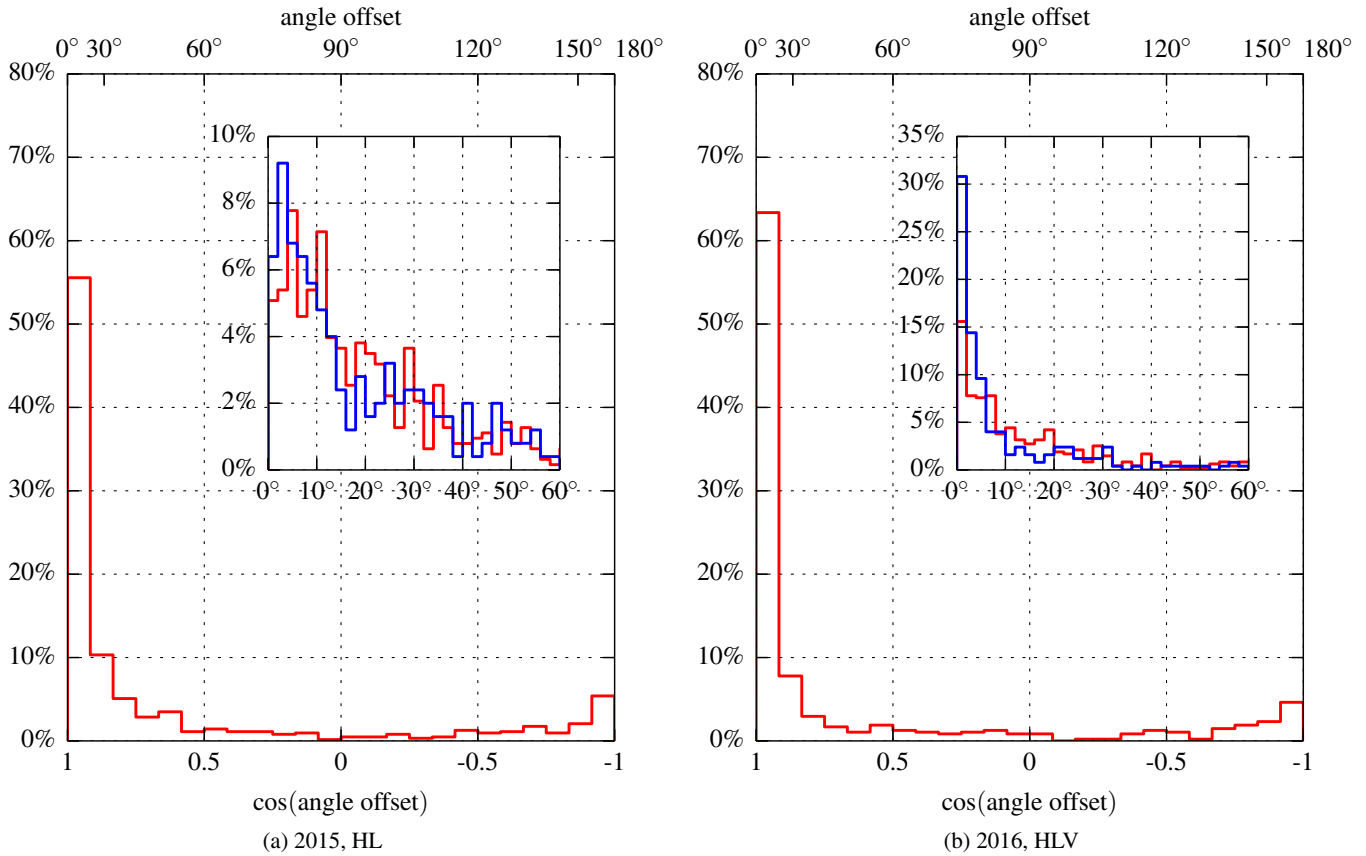 angle offset
0° 30° 60° 90° 120° 150° 180°
80%
70%
60%
50%
40%
30%
20%
10%
0%
1 0.5 0 -0.5 -1
cos(angle offset)
10%
8%
6%
4%
2%
0%
0° 10° 20° 30° 40° 50° 60°
(a) 2015, HL
angle offset
0° 30° 60° 90° 120° 150° 180°
80%
70%
60%
50%
40%
30%
20%
10%
0%
1 0.5 0 -0.5 -1
cos(angle offset)
35%
30%
25%
20%
15%
10%
5%
0%
0° 10° 20° 30° 40° 50° 60°
(b) 2016, HLV